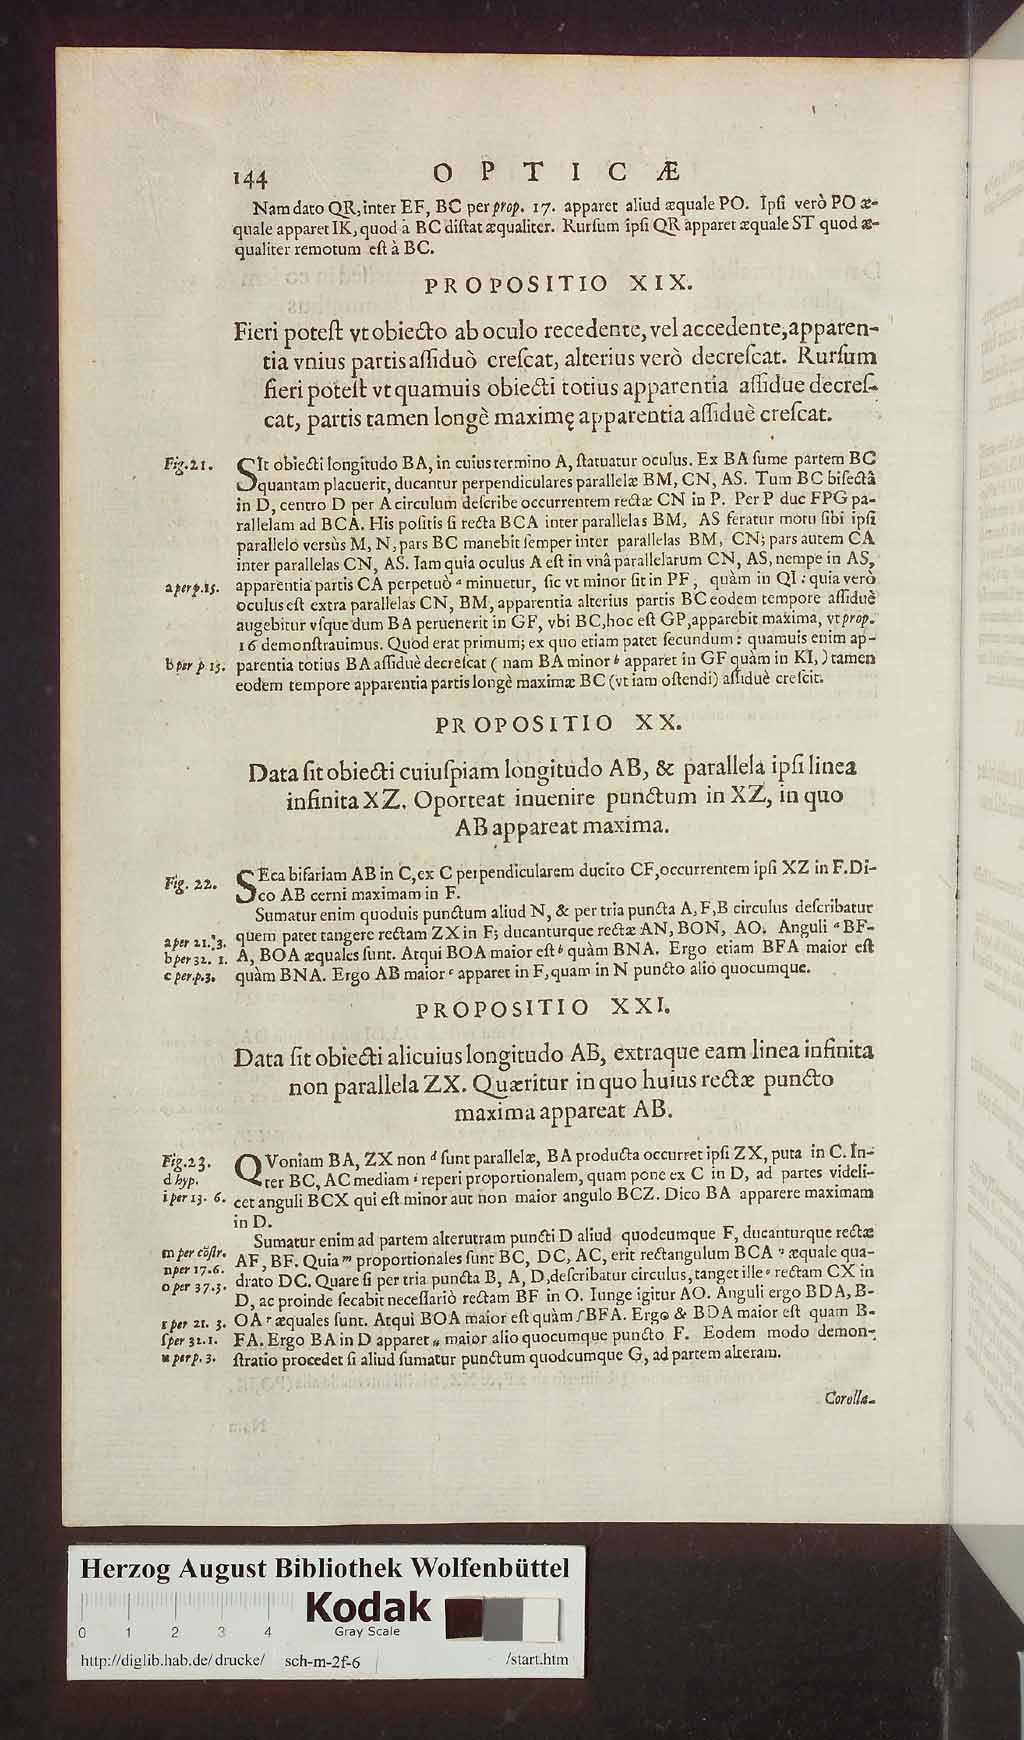 144 OPTICÆ
Nam dato QR, inter EF, BC per prop. 17. apparet aliud æquale PO. Ipsi verò PO æ-
quale apparet IK, quod à BC distat æqualiter. Rursum ipsi QR apparet æquale ST quod æ-
qualiter remotum est à BC.
PROPOSITIO XIX.
Fieri potest vt obiecto ab oculo recedente, vel accedente, apparen-
tia vnius partis assiduò crescat, alterius verò decrescat. Rursum
fieri potest vt quamuis obiecti totius apparentia assidue decres-
cat, partis tamen longè maximę apparentia assiduè crescat.
Fig. 21.
SIt obiecti longitudo BA, in cuius termino A, statuatur oculus. Ex BA sume partem BC
quantam placuerit, ducantur perpendiculares parallelæ BM, CN, AS. Tum BC bisectâ
in D, centro D per A circulum describe occurrentem rectæ CN in P. Per P duc FPG pa-
rallelam ad BCA. His positis si recta BCA inter parallelas BM, AS feratur motu sibi ipsi
parallelo versùs M, N, pars BC manebit semper inter parallelas BM, CN; pars autem CA
inter parallelas CN, AS. Iam quia oculus A est in vnâ parallelarum CN, AS, nempe in AS,
a per p. 15.
apparentia partis CA perpetuò a minuetur, sic vt minor sit in PF, quàm in QI: quia verò
oculus est extra parallelas CN, BM, apparentia alterius partis BC eodem tempore assiduè
augebitur vsque dum BA peruenerit in GF, vbi BC, hoc est GP, apparebit maxima, vt prop.
16 demonstrauimus. Quod erat primum; ex quo etiam patet secundum: quamuis enim ap-
b per p. 15.
parentia totius BA assiduè decrescat (nam BA minor b apparet in GF quàm in KI,) tamen
eodem tempore apparentia partis longè maximæ BC (vt iam ostendi) assiduè crescit.
PROPOSITIO XX.
Data sit obiecti cuiuspiam longitudo AB, & parallela ipsi linea
infinita XZ. Oporteat inuenire punctum in XZ, in quo
AB appareat maxima.
Fig. 22.
SEca bifariam AB in C, ex C perpendicularem ducito CF, occurrentem ipsi XZ in F. Di-
co AB cerni maximam in F.
Sumatur enim quoduis punctum aliud N, & per tria puncta A, F, B circulus describatur
a per 21. 3.
quem patet tangere rectam ZX in F; ducanturque rectæ AN, BON, AO. Anguli a BF-
b per 32. 1.
A, BOA æquales sunt. Atqui BOA maior est b quàm BNA. Ergo etiam BFA maior est
c per. p. 3.
quàm BNA. Ergo AB maior c apparet in F, quam in N puncto alio quocumque.
PROPOSITIO XXI.
Data sit obiecti alicuius longitudo AB, extraque eam linea infinita
non parallela ZX. Quæritur in quo huius rectæ puncto
maxima appareat AB.
Fig. 23.
QVoniam BA, ZX non d sunt parallelæ, BA producta occurret ipsi ZX, puta in C. In-
d hyp.
ter BC, AC mediam i reperi proportionalem, quam pone ex C in D, ad partes videli-
i per 13. 6.
cet anguli BCX qui est minor aut non maior angulo BCZ. Dico BA apparere maximam
in D.
Sumatur enim ad partem alterutram puncti D aliud quodcumque F, ducanturque rectæ
m per cõstr.
AF, BF. Quia m proportionales sunt BC, DC, AC, erit rectangulum BCA n æquale qua-
n per 17. 6.
drato DC. Quare si per tria puncta B, A, D, describatur circulus, tanget ille o rectam CX in
o per 37. 3.
D, ac proinde secabit necessariò rectam BF in O. Iunge igitur AO. Anguli ergo BDA, B-
r per 21. 3.
OA r æquales sunt. Atqui BOA maior est quàm s BFA. Ergo & BDA maior est quam B-
s per 32. 1.
FA. Ergo BA in D apparet u maior alio quocumque puncto F. Eodem modo demon-
u per p. 3.
stratio procedet si aliud sumatur punctum quodcumque G, ad partem alteram.
Corolla-
Herzog August Bibliothek Wolfenbüttel
Kodak
Gray Scale
0 1 2 3 4
http://diglib.hab.de/drucke/ sch-m-2f-6 /start.htm